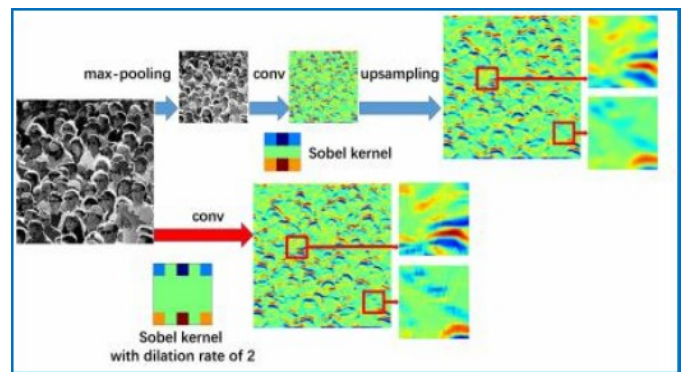 max-pooling
conv
upsampling
Sobel kernel
conv
Sobel kernel
with dilation rate of 2